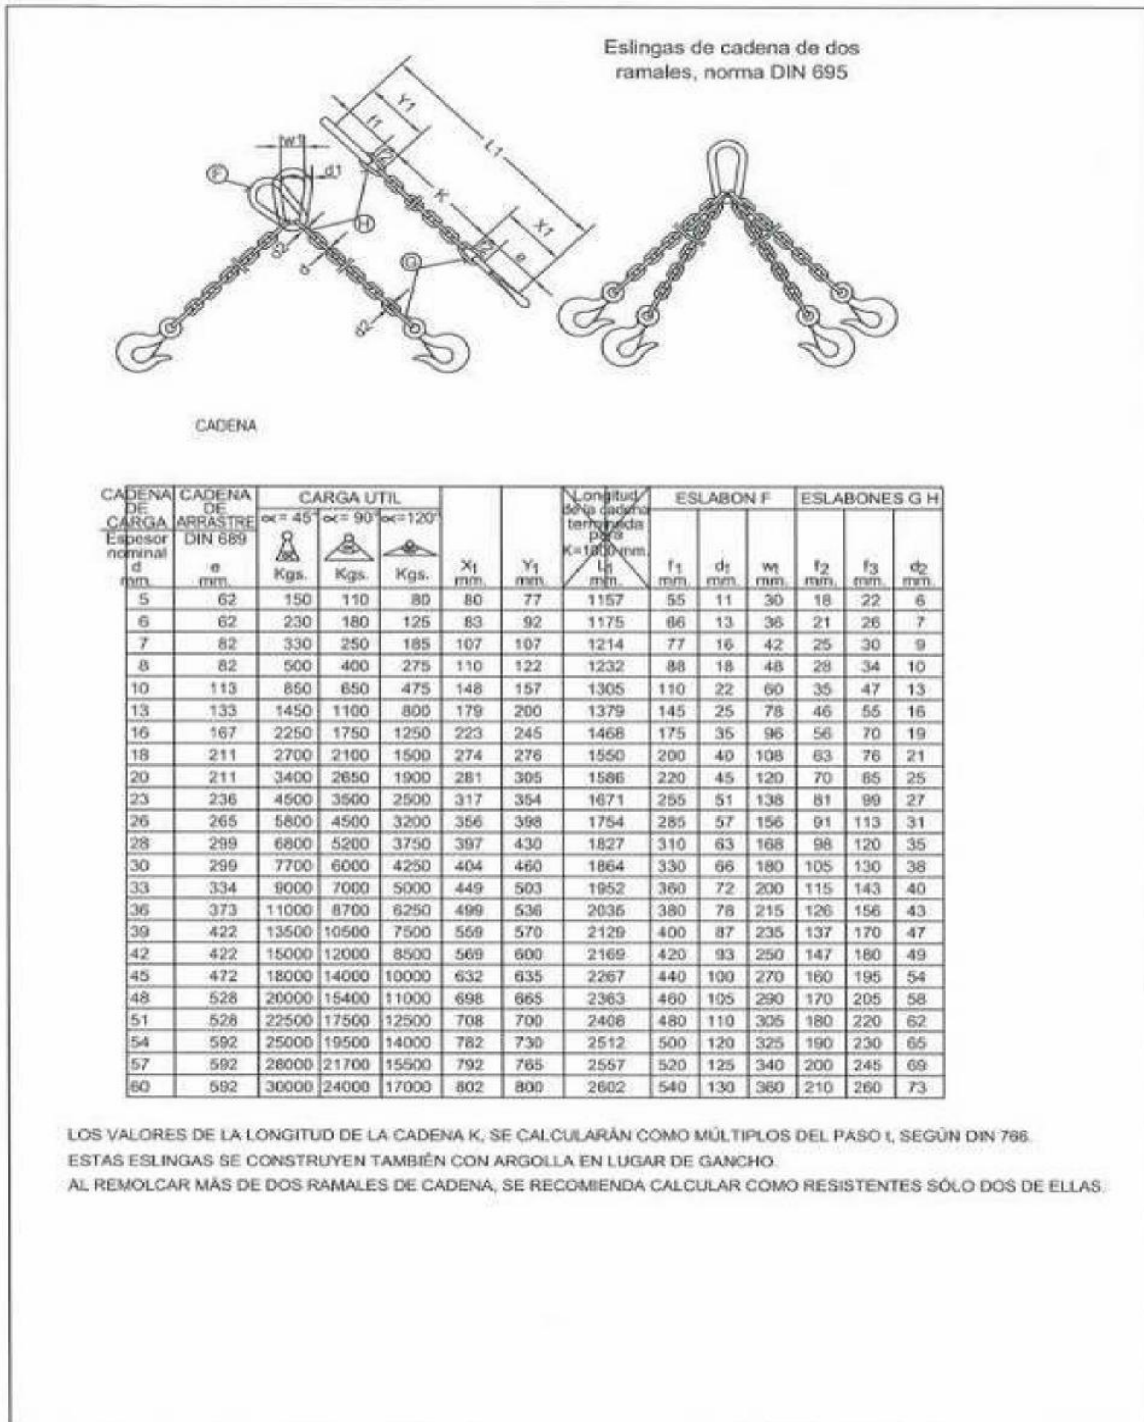 Eslingas de cadena de dos
ramales, norma DIN 695
Y1
f1
L1
w1
d1
F
K
H
X1
G
e
d
d2
CADENA
CADENA DE CARGA CADENA DE ARRASTRE CARGA UTIL Longitud de la cadena terminada para K=1000 mm. ESLABON F ESLABONES G H
Espesor nominal DIN 689 α= 45° α= 90° α=120°
d mm. e mm. Kgs. Kgs. Kgs. X1 mm. Y1 mm. L1 mm. f1 mm. d1 mm. w1 mm. f2 mm. f3 mm. d2 mm.
5 62 150 110 80 80 77 1157 55 11 30 18 22 6
6 62 230 180 125 83 92 1175 66 13 36 21 26 7
7 82 330 250 185 107 107 1214 77 16 42 25 30 9
8 82 500 400 275 110 122 1232 88 18 48 28 34 10
10 113 850 650 475 148 157 1305 110 22 60 35 47 13
13 133 1450 1100 800 179 200 1379 145 25 78 46 55 16
16 167 2250 1750 1250 223 245 1468 175 35 96 56 70 19
18 211 2700 2100 1500 274 276 1550 200 40 108 63 76 21
20 211 3400 2650 1900 281 305 1586 220 45 120 70 85 25
23 236 4500 3500 2500 317 354 1671 255 51 138 81 99 27
26 265 5800 4500 3200 356 398 1754 285 57 156 91 113 31
28 299 6800 5200 3750 397 430 1827 310 63 168 98 120 35
30 299 7700 6000 4250 404 460 1864 330 66 180 105 130 38
33 334 9000 7000 5000 449 503 1952 360 72 200 115 143 40
36 373 11000 8700 6250 499 536 2035 380 78 215 126 156 43
39 422 13500 10500 7500 559 570 2129 400 87 235 137 170 47
42 422 15000 12000 8500 569 600 2169 420 93 250 147 180 49
45 472 18000 14000 10000 632 635 2267 440 100 270 160 195 54
48 528 20000 15400 11000 698 665 2363 460 105 290 170 205 58
51 528 22500 17500 12500 708 700 2408 480 110 305 180 220 62
54 592 25000 19500 14000 782 730 2512 500 120 325 190 230 65
57 592 28000 21700 15500 792 765 2557 520 125 340 200 245 69
60 592 30000 24000 17000 802 800 2602 540 130 360 210 260 73
LOS VALORES DE LA LONGITUD DE LA CADENA K, SE CALCULARÁN COMO MÚLTIPLOS DEL PASO t, SEGÚN DIN 766.
ESTAS ESLINGAS SE CONSTRUYEN TAMBIÉN CON ARGOLLA EN LUGAR DE GANCHO.
AL REMOLCAR MÁS DE DOS RAMALES DE CADENA, SE RECOMIENDA CALCULAR COMO RESISTENTES SÓLO DOS DE ELLAS.